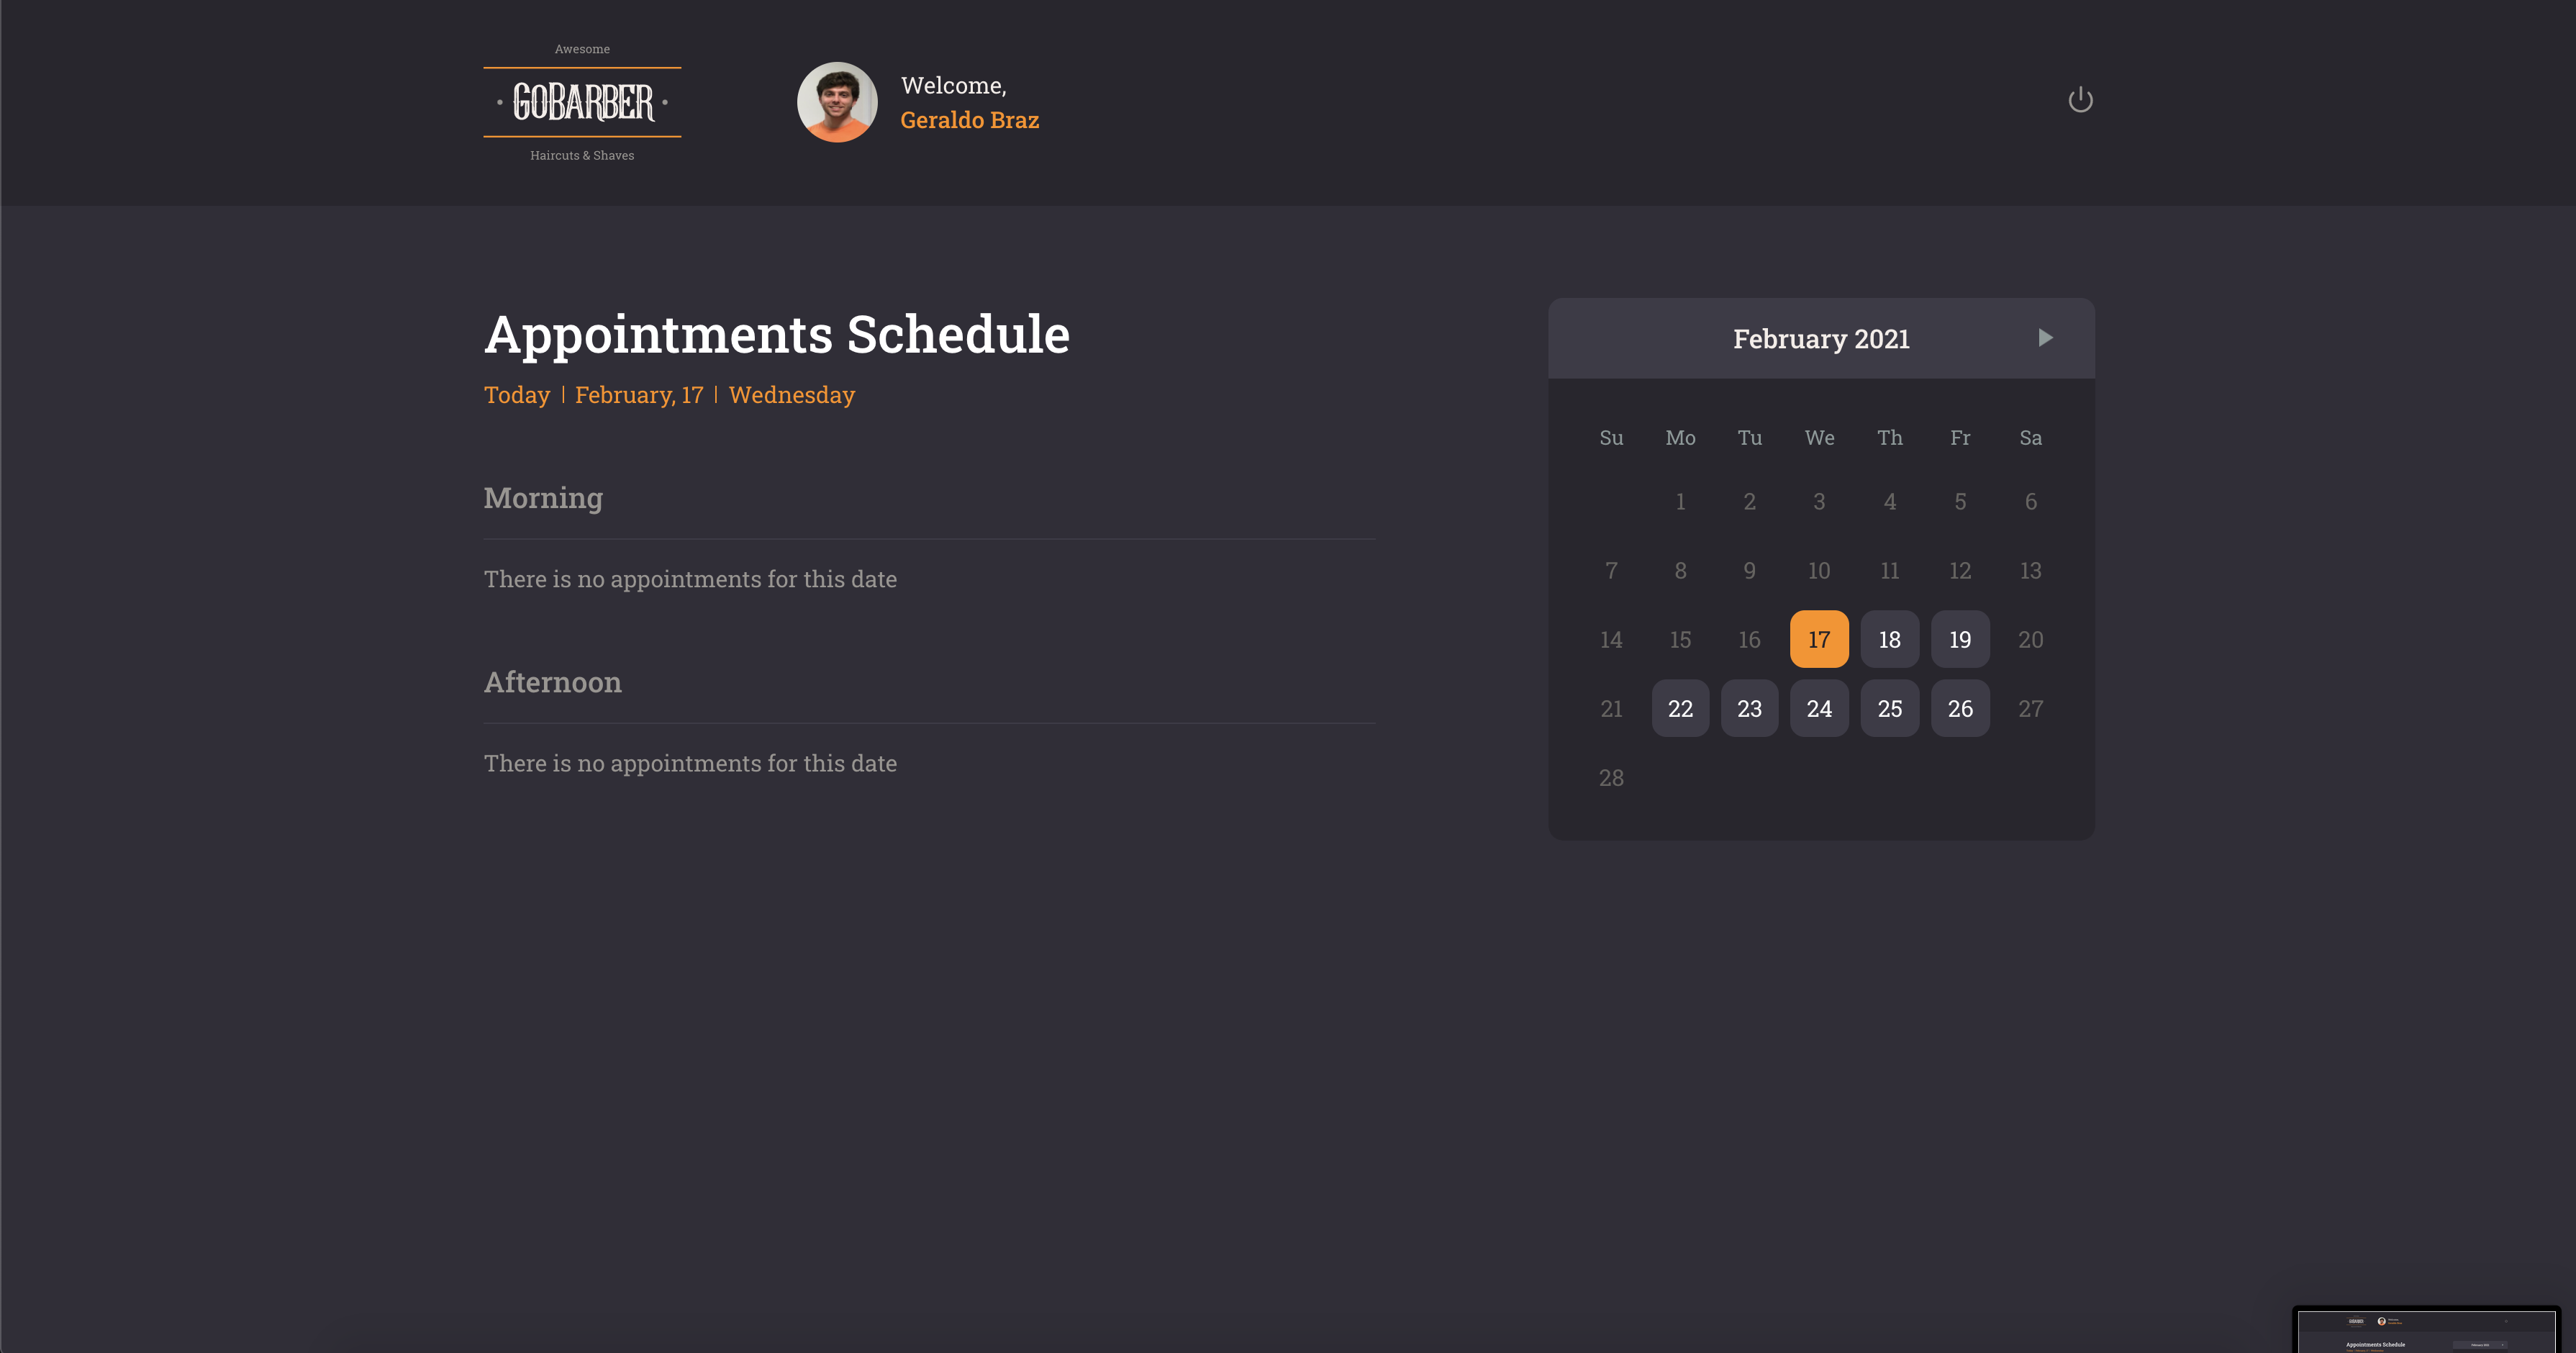 Awesome
• GOBARBER •
Haircuts & Shaves
Welcome,
Geraldo Braz
Appointments Schedule
Today | February, 17 | Wednesday
Morning
There is no appointments for this date
Afternoon
There is no appointments for this date
February 2021
Su Mo Tu We Th Fr Sa
1 2 3 4 5 6
7 8 9 10 11 12 13
14 15 16 17 18 19 20
21 22 23 24 25 26 27
28
Appointments Schedule